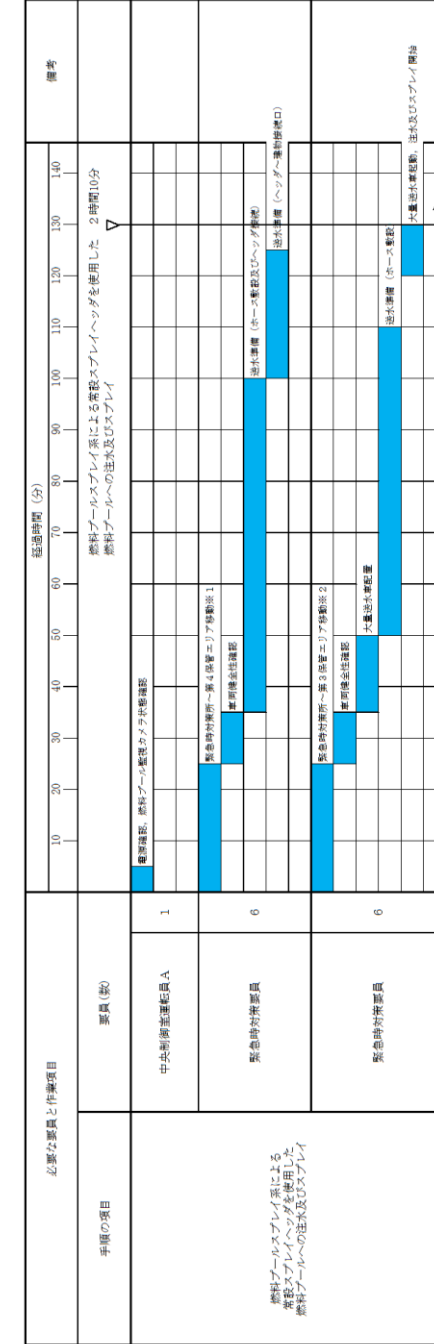 必要な要員と作業項目
経過時間（分）
備考
手順の項目
要員(数)
10 20 30 40 50 60 70 80 90 100 110 120 130 140
燃料プールスプレイ系による常設スプレイヘッダを使用した 2時間10分
燃料プールへの注水及びスプレイ
▽
燃料プールスプレイ系による
常設スプレイヘッダを使用した
燃料プールへの注水及びスプレイ
中央制御室運転員A
1
電源確認，燃料プール監視カメラ状態確認
緊急時対策要員
6
緊急時対策所～第4保管エリア移動※1
車両健全性確認
送水準備（ホース敷設及びヘッダ接続）
送水準備（ヘッダ～建物接続口）
緊急時対策要員
6
緊急時対策所～第3保管エリア移動※2
車両健全性確認
大量送水車配置
送水準備（ホース敷設
大量送水車起動，注水及びスプレイ開始